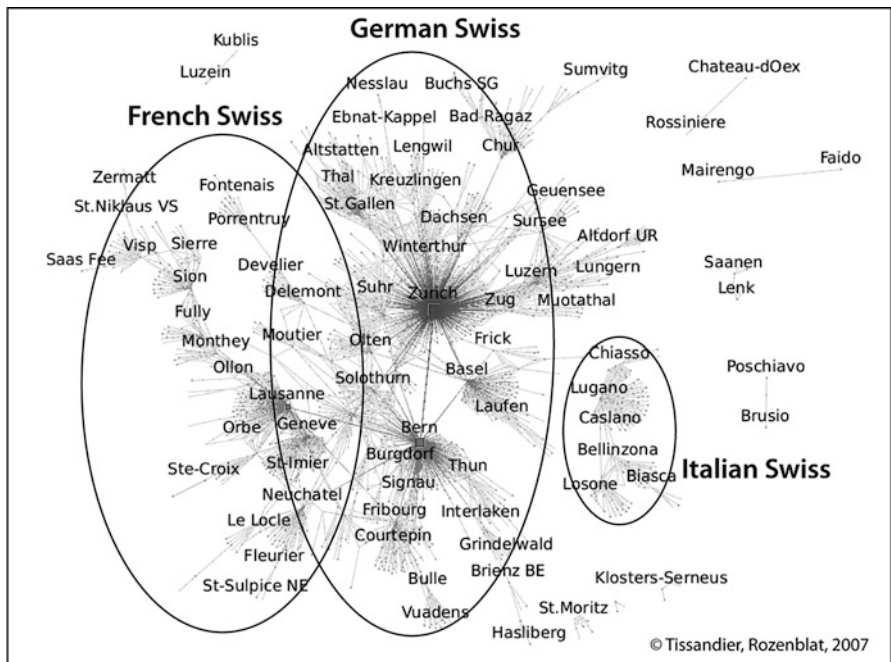 German Swiss
Kublis
Luzein
Nesslau
Buchs SG
Sumvitg
Chateau-dOex
French Swiss
Ebnat-Kappel
Bad Ragaz
Rossiniere
Altstatten
Lengwil
Chur
Mairengo
Faido
Zermatt
Thal
Kreuzlingen
Fontenais
St.Gallen
Geuensee
St.Niklaus VS
Porrentruy
Dachsen
Sursee
Visp
Sierre
Winterthur
Altdorf UR
Saas Fee
Sion
Develier
Luzern
Lungern
Saanen
Delemont
Suhr
Zurich
Zug
Muotathal
Lenk
Fully
Monthey
Moutier
Olten
Frick
Chiasso
Ollon
Solothurn
Basel
Poschiavo
Lausanne
Laufen
Lugano
Caslano
Brusio
Orbe
Geneve
Bern
Burgdorf
Bellinzona
Ste-Croix
St-Imier
Thun
Signau
Losone
Biasca
Italian Swiss
Neuchatel
Fribourg
Interlaken
Le Locle
Courtepin
Grindelwald
Fleurier
Brienz BE
St-Sulpice NE
Bulle
Klosters-Serneus
Vuadens
St.Moritz
Hasliberg
© Tissandier, Rozenblat, 2007